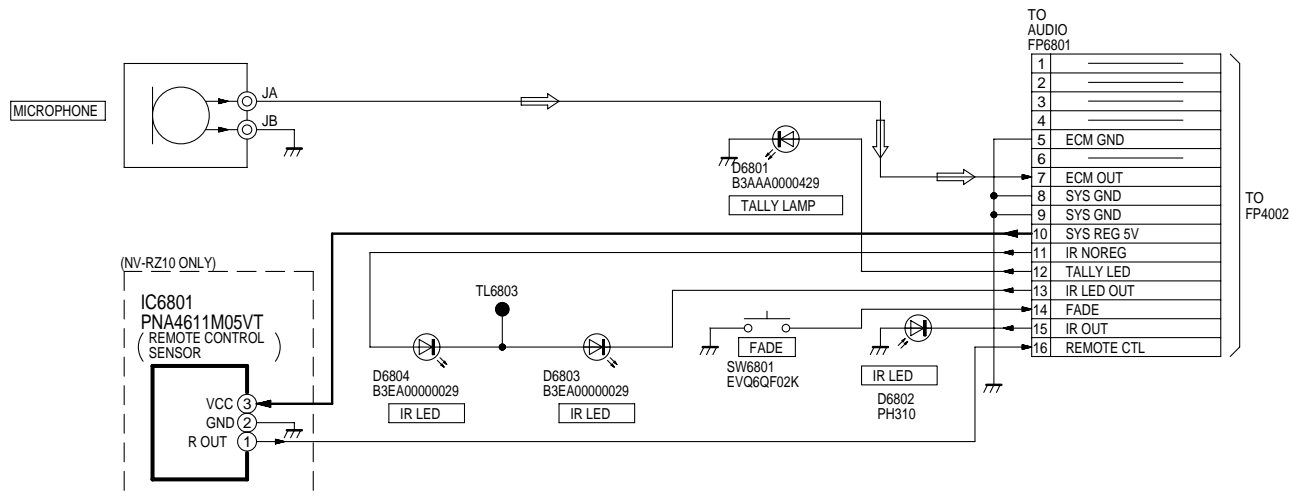 TO
AUDIO
FP6801
JA
JB
MICROPHONE
D6801
B3AAA0000429
TALLY LAMP
1
2
3
4
5 ECM GND
6
7 ECM OUT
8 SYS GND
9 SYS GND
10 SYS REG 5V
11 IR NOREG
12 TALLY LED
13 IR LED OUT
14 FADE
15 IR OUT
16 REMOTE CTL
TO
FP4002
(NV-RZ10 ONLY)
IC6801
PNA4611M05VT
( REMOTE CONTROL
SENSOR )
VCC 3
GND 2
R OUT 1
TL6803
D6804
B3EA00000029
IR LED
D6803
B3EA00000029
IR LED
FADE
SW6801
EVQ6QF02K
IR LED
D6802
PH310